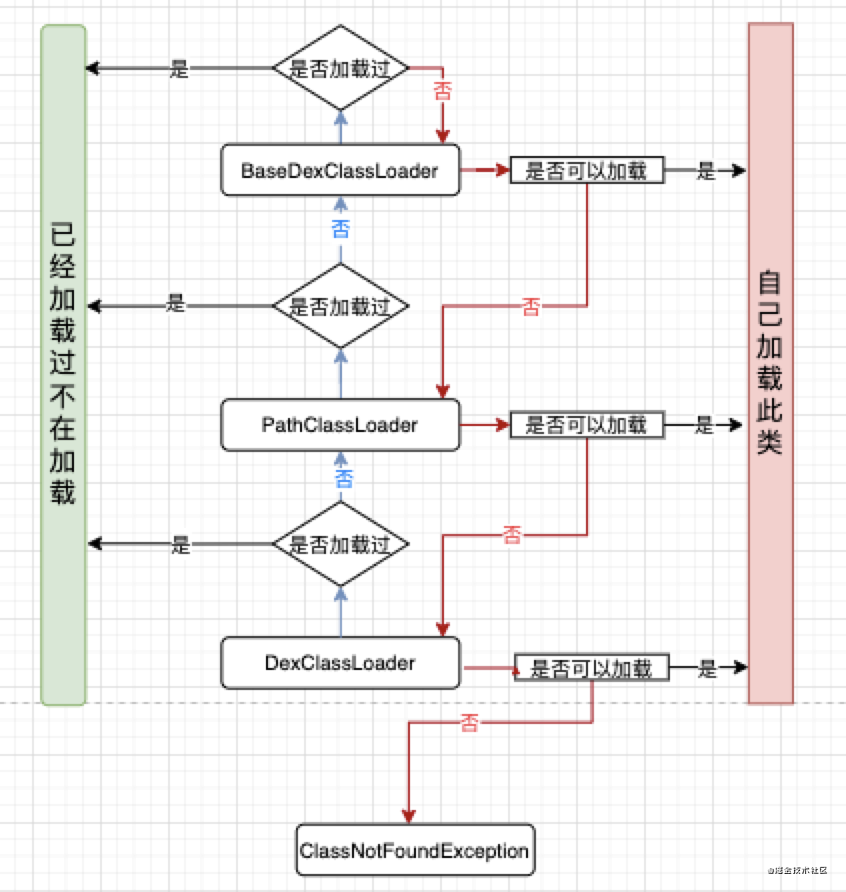 是 是否加载过 否
BaseDexClassLoader 是否可以加载 是
否
是 是否加载过 否
PathClassLoader 是否可以加载 是
否
是 是否加载过 否
DexClassLoader 是否可以加载 是
否
ClassNotFoundException
已经加载过不在加载
自己加载此类
@掘金技术社区